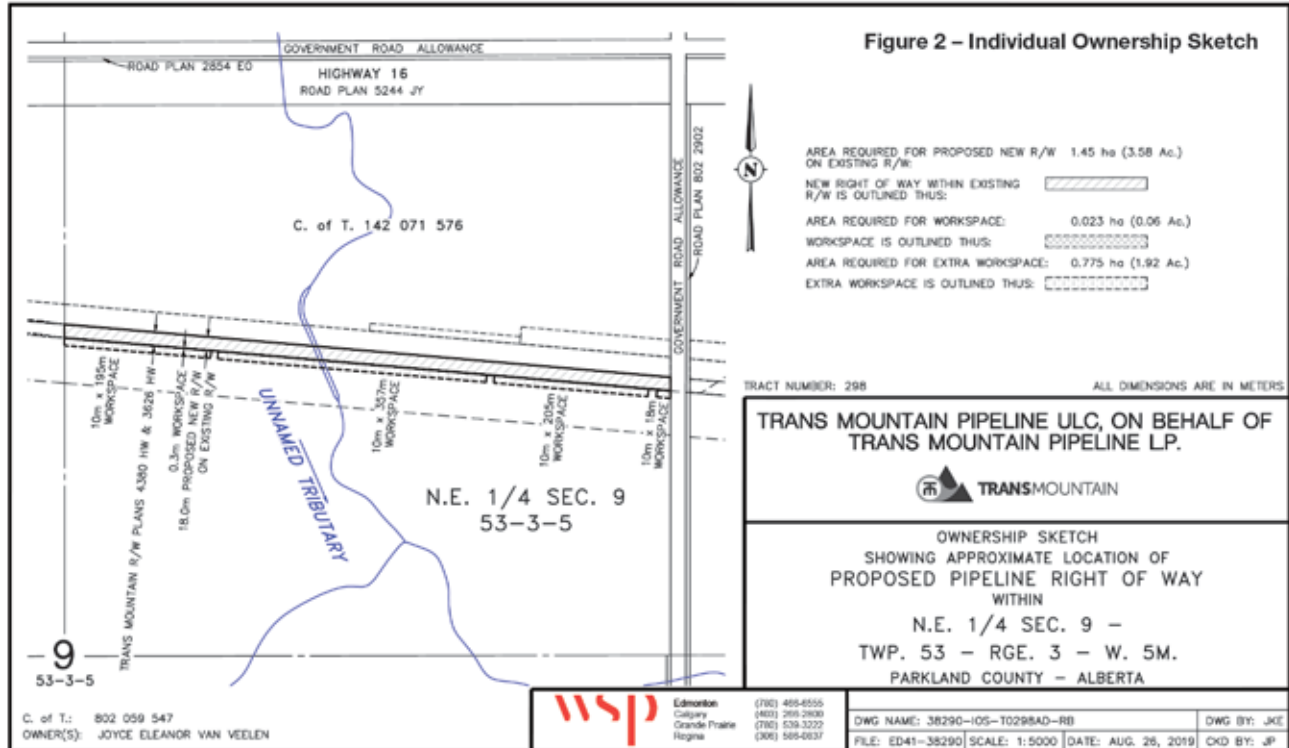 Figure 2 – Individual Ownership Sketch
GOVERNMENT ROAD ALLOWANCE
ROAD PLAN 2854 EO
HIGHWAY 16
ROAD PLAN 5244 JY
GOVERNMENT ROAD ALLOWANCE
ROAD PLAN 802 2902
N
C. of T. 142 071 576
AREA REQUIRED FOR PROPOSED NEW R/W 1.45 ha (3.58 Ac.)
ON EXISTING R/W:
NEW RIGHT OF WAY WITHIN EXISTING
R/W IS OUTLINED THUS:
AREA REQUIRED FOR WORKSPACE: 0.023 ha (0.06 Ac.)
WORKSPACE IS OUTLINED THUS:
AREA REQUIRED FOR EXTRA WORKSPACE: 0.775 ha (1.92 Ac.)
EXTRA WORKSPACE IS OUTLINED THUS:
10m x 195m
WORKSPACE
TRANS MOUNTAIN R/W PLANS 4380 HW & 3626 HW
0.3m WORKSPACE
18.0m PROPOSED NEW R/W
ON EXISTING R/W
UNNAMED TRIBUTARY
10m x 357m
WORKSPACE
10m x 205m
WORKSPACE
10m x 18m
WORKSPACE
N.E. 1/4 SEC. 9
53-3-5
9
53-3-5
TRACT NUMBER: 298
ALL DIMENSIONS ARE IN METERS
TRANS MOUNTAIN PIPELINE ULC, ON BEHALF OF
TRANS MOUNTAIN PIPELINE LP.
TRANSMOUNTAIN
OWNERSHIP SKETCH
SHOWING APPROXIMATE LOCATION OF
PROPOSED PIPELINE RIGHT OF WAY
WITHIN
N.E. 1/4 SEC. 9 –
TWP. 53 – RGE. 3 – W. 5M.
PARKLAND COUNTY – ALBERTA
C. of T.: 802 059 547
OWNER(S): JOYCE ELEANOR VAN VEELEN
wsp
Edmonton (780) 466-6555
Calgary
Grande Prairie (780) 539-3222
Regina
DWG NAME: 38290-IOS-T0298AD-RB
DWG BY: JKE
FILE: ED41-38290
SCALE: 1:5000
DATE: AUG. 26, 2019
CKD BY: JP